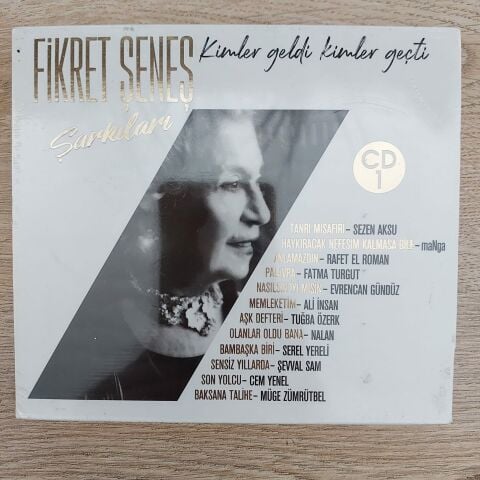 FİKRET ŞENEŞ
Kimler geldi kimler geçti
Şarkıları
CD
1
TANRI MİSAFİRİ – SEZEN AKSU
HAYKIRACAK NEFESİM KALMASA BİLE – maNga
ANLAMAZDIN – RAFET EL ROMAN
PALAVRA – FATMA TURGUT
NASILSIN İYİ MİSİN – EVRENCAN GÜNDÜZ
MEMLEKETİM – ALİ İNSAN
AŞK DEFTERİ – TUĞBA ÖZERK
OLANLAR OLDU BANA – NALAN
BAMBAŞKA BİRİ – SEREL YERELİ
SENSİZ YILLARDA – ŞEVVAL SAM
SON YOLCU – CEM YENEL
BAKSANA TALİHE – MÜGE ZÜMRÜTBEL